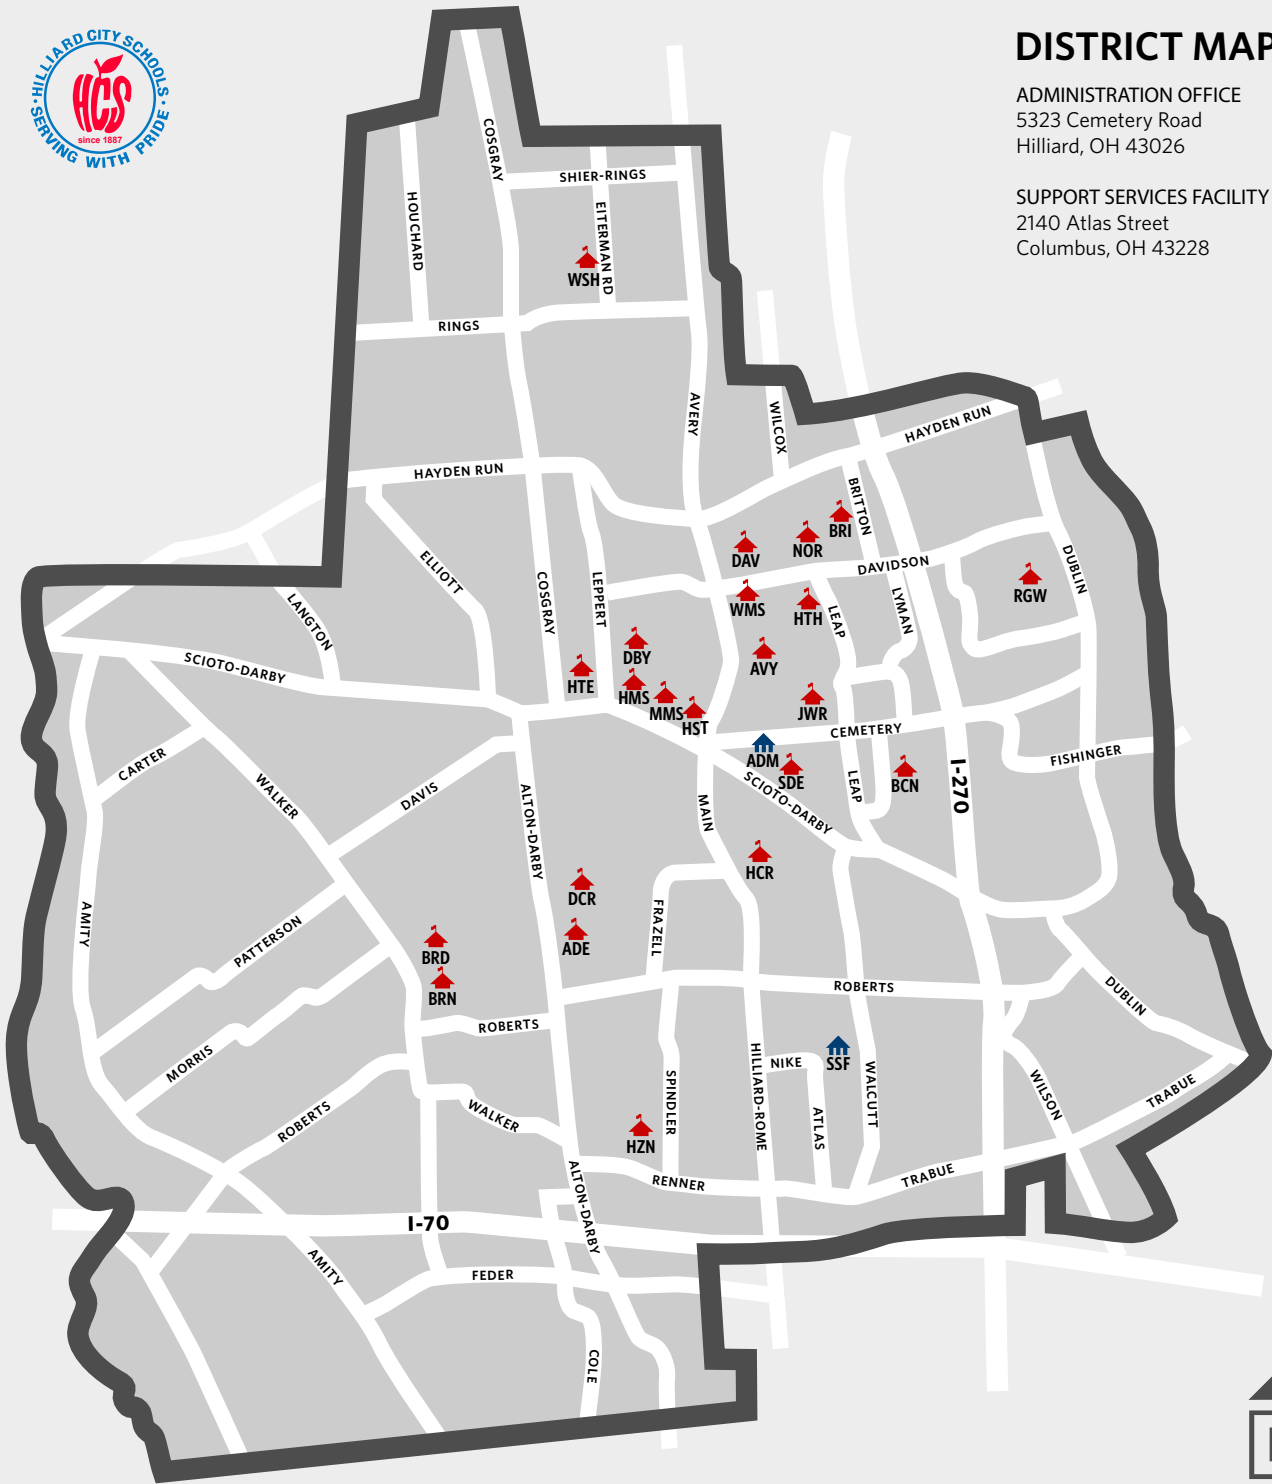 HILLIARD CITY SCHOOLS
HCS
since 1887
SERVING WITH PRIDE
DISTRICT MAP
ADMINISTRATION OFFICE
5323 Cemetery Road
Hilliard, OH 43026
SUPPORT SERVICES FACILITY
2140 Atlas Street
Columbus, OH 43228
COSGRAY
SHIER-RINGS
HOUCHARD
EITERMAN RD
WSH
RINGS
AVERY
WILCOX
HAYDEN RUN
HAYDEN RUN
BRITTON
BRI
NOR
DAV
DAVIDSON
DUBLIN
ELLIOTT
COSGRAY
LEPPERT
RGW
WMS
HTH
LEAP
LYMAN
LANGTON
SCIOTO-DARBY
DBY
AVY
HTE
HMS
MMS
HST
JWR
CEMETERY
ADM
SDE
BCN
FISHINGER
I-270
CARTER
WALKER
DAVIS
ALTON-DARBY
MAIN
SCIOTO-DARBY
LEAP
HCR
DCR
FRAZELL
ADE
AMITY
PATTERSON
BRD
BRN
ROBERTS
DUBLIN
ROBERTS
MORRIS
HILLIARD-ROME
NIKE
SSF
WALCUTT
SPINDLER
ATLAS
WILSON
TRABUE
ROBERTS
WALKER
HZN
RENNER
TRABUE
ALTON-DARBY
I-70
AMITY
FEDER
COLE